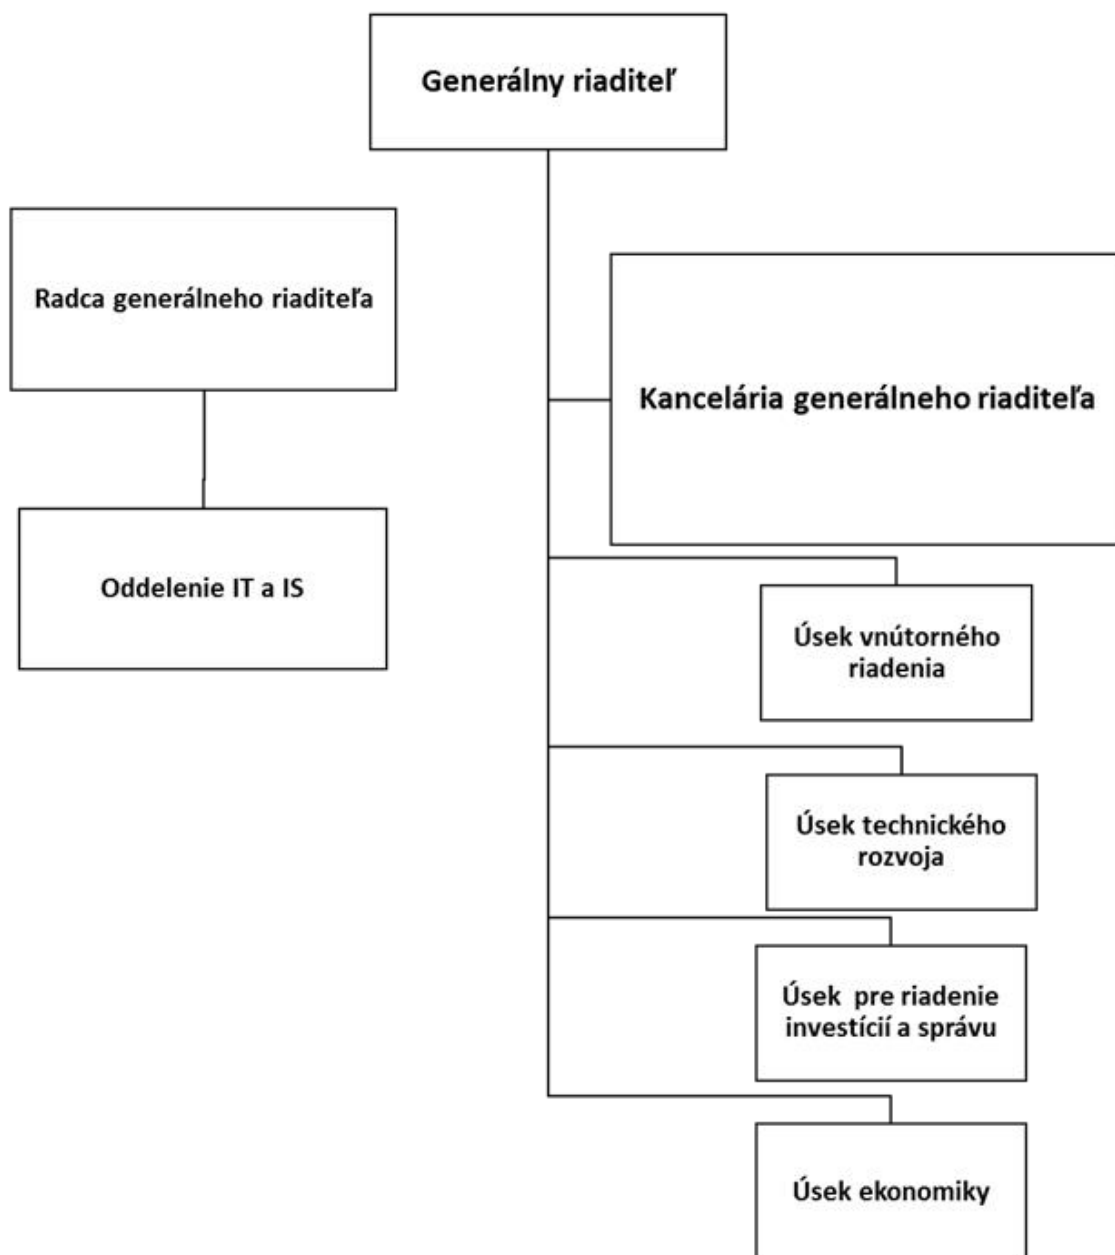 Generálny riaditeľ
Radca generálneho riaditeľa
Kancelária generálneho riaditeľa
Oddelenie IT a IS
Úsek vnútorného
riadenia
Úsek technického
rozvoja
Úsek  pre riadenie
investícií a správu
Úsek ekonomiky